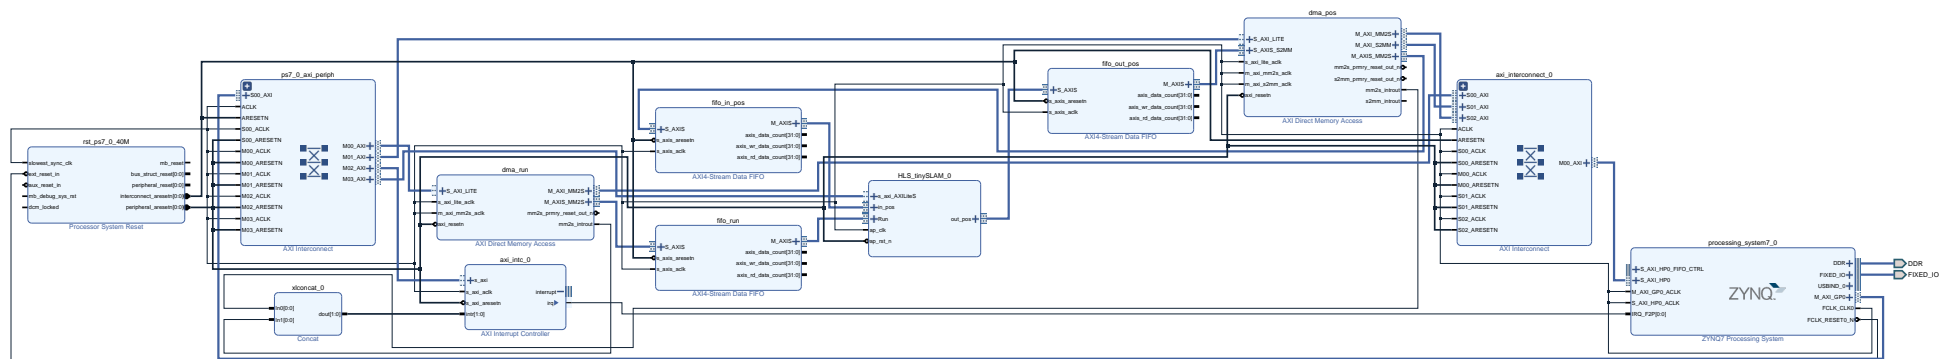 rst_ps7_0_40M
slowest_sync_clk
ext_reset_in
aux_reset_in
mb_debug_sys_rst
dcm_locked
mb_reset
bus_struct_reset[0:0]
peripheral_reset[0:0]
interconnect_aresetn[0:0]
peripheral_aresetn[0:0]
Processor System Reset
ps7_0_axi_periph
S00_AXI
ACLK
ARESETN
S00_ACLK
S00_ARESETN
M00_ACLK
M00_ARESETN
M01_ACLK
M01_ARESETN
M02_ACLK
M02_ARESETN
M03_ACLK
M03_ARESETN
M00_AXI
M01_AXI
M02_AXI
M03_AXI
AXI Interconnect
xlconcat_0
In0[0:0]
In1[0:0]
dout[1:0]
Concat
dma_run
S_AXI_LITE
s_axi_lite_aclk
m_axi_mm2s_aclk
axi_resetn
M_AXI_MM2S
M_AXIS_MM2S
mm2s_prmry_reset_out_n
mm2s_introut
AXI Direct Memory Access
axi_intc_0
s_axi
s_axi_aclk
s_axi_aresetn
intr[1:0]
interrupt
irq
AXI Interrupt Controller
fifo_in_pos
S_AXIS
s_axis_aresetn
s_axis_aclk
M_AXIS
axis_data_count[31:0]
axis_wr_data_count[31:0]
axis_rd_data_count[31:0]
AXI4-Stream Data FIFO
fifo_run
S_AXIS
s_axis_aresetn
s_axis_aclk
M_AXIS
axis_data_count[31:0]
axis_wr_data_count[31:0]
axis_rd_data_count[31:0]
AXI4-Stream Data FIFO
HLS_tinySLAM_0
s_axi_AXILiteS
in_pos
Run
ap_clk
ap_rst_n
out_pos
fifo_out_pos
S_AXIS
s_axis_aresetn
s_axis_aclk
M_AXIS
axis_data_count[31:0]
axis_wr_data_count[31:0]
axis_rd_data_count[31:0]
AXI4-Stream Data FIFO
dma_pos
S_AXI_LITE
S_AXIS_S2MM
s_axi_lite_aclk
m_axi_mm2s_aclk
m_axi_s2mm_aclk
axi_resetn
M_AXI_MM2S
M_AXI_S2MM
M_AXIS_MM2S
mm2s_prmry_reset_out_n
s2mm_prmry_reset_out_n
mm2s_introut
s2mm_introut
AXI Direct Memory Access
axi_interconnect_0
S00_AXI
S01_AXI
S02_AXI
ACLK
ARESETN
S00_ACLK
S00_ARESETN
M00_ACLK
M00_ARESETN
S01_ACLK
S01_ARESETN
S02_ACLK
S02_ARESETN
M00_AXI
AXI Interconnect
processing_system7_0
S_AXI_HP0_FIFO_CTRL
S_AXI_HP0
M_AXI_GP0_ACLK
S_AXI_HP0_ACLK
IRQ_F2P[0:0]
ZYNQ
DDR
FIXED_IO
USBIND_0
M_AXI_GP0
FCLK_CLK0
FCLK_RESET0_N
ZYNQ7 Processing System
DDR
FIXED_IO